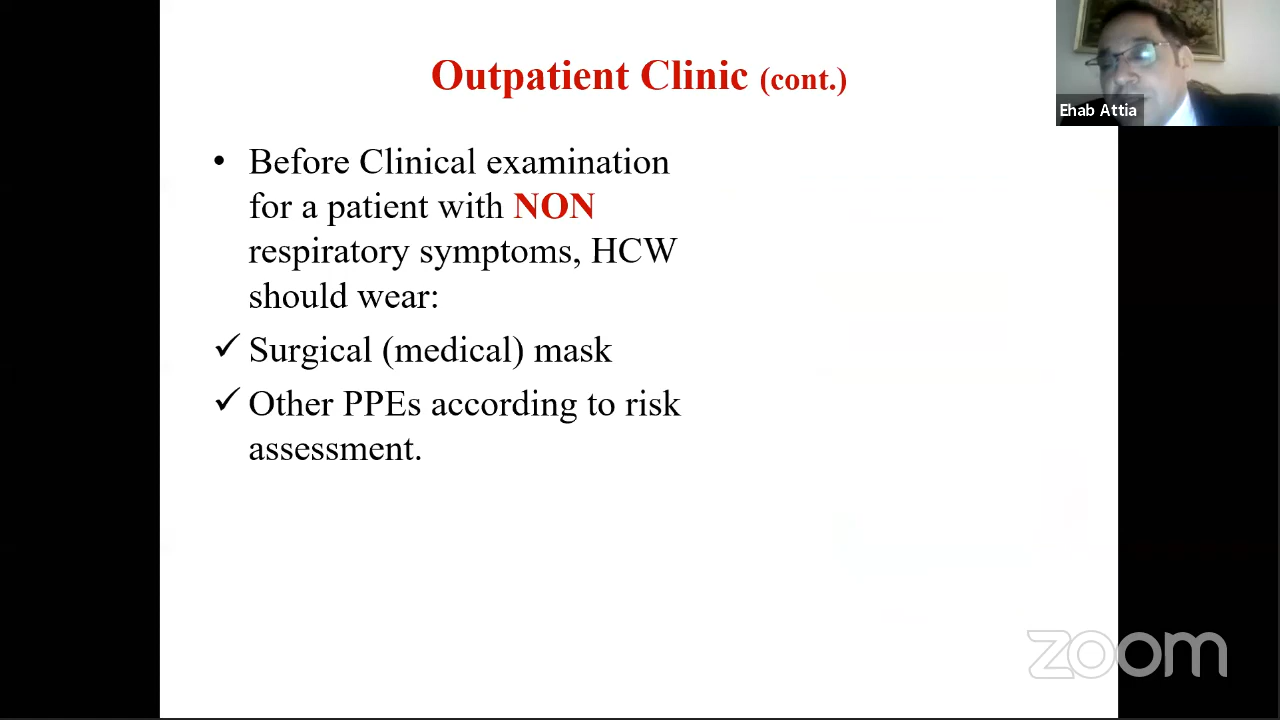 Outpatient Clinic (cont.)
Ehab Attia
• Before Clinical examination
for a patient with NON
respiratory symptoms, HCW
should wear:
✓ Surgical (medical) mask
✓ Other PPEs according to risk
assessment.
zoom